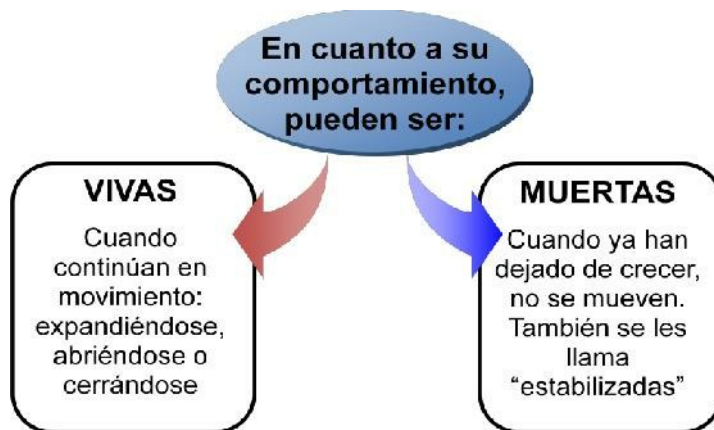 En cuanto a su
comportamiento,
pueden ser:
VIVAS
Cuando
continúan en
movimiento:
expandiéndose,
abriéndose o
cerrándose
MUERTAS
Cuando ya han
dejado de crecer,
no se mueven.
También se les
llama
“estabilizadas”